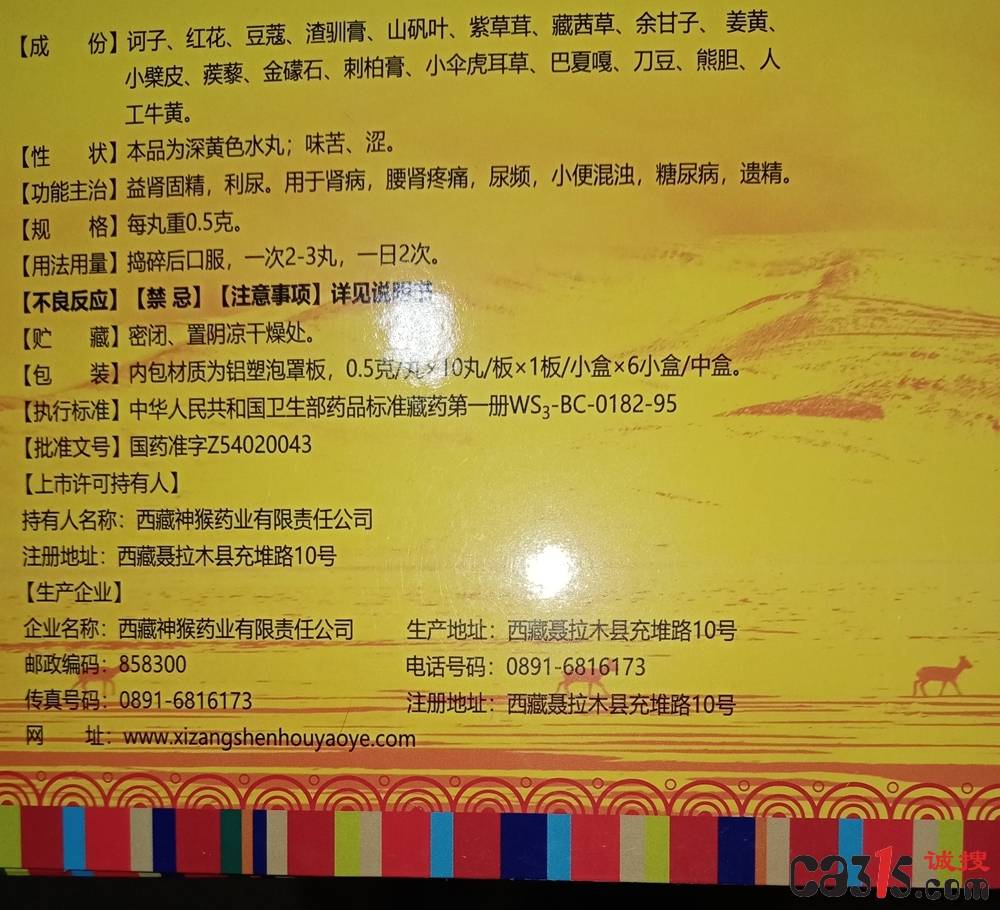 【成　份】诃子、红花、豆蔻、渣驯膏、山矾叶、紫草茸、藏茜草、余甘子、姜黄、
小檗皮、蒺藜、金礞石、刺柏膏、小伞虎耳草、巴夏嘎、刀豆、熊胆、人
工牛黄。
【性　状】本品为深黄色水丸；味苦、涩。
【功能主治】益肾固精，利尿。用于肾病，腰肾疼痛，尿频，小便混浊，糖尿病，遗精。
【规　格】每丸重0.5克。
【用法用量】捣碎后口服，一次2-3丸，一日2次。
【不良反应】【禁忌】【注意事项】详见说明书
【贮　藏】密闭、置阴凉干燥处。
【包　装】内包材质为铝塑泡罩板，0.5克/丸×10丸/板×1板/小盒×6小盒/中盒。
【执行标准】中华人民共和国卫生部药品标准藏药第一册WS3-BC-0182-95
【批准文号】国药准字Z54020043
【上市许可持有人】
持有人名称：西藏神猴药业有限责任公司
注册地址：西藏聂拉木县充堆路10号
【生产企业】
企业名称：西藏神猴药业有限责任公司　生产地址：西藏聂拉木县充堆路10号
邮政编码：858300　电话号码：0891-6816173
传真号码：0891-6816173　注册地址：西藏聂拉木县充堆路10号
网　址：www.xizangshenhouyaoye.com
ca315.com 诚搜